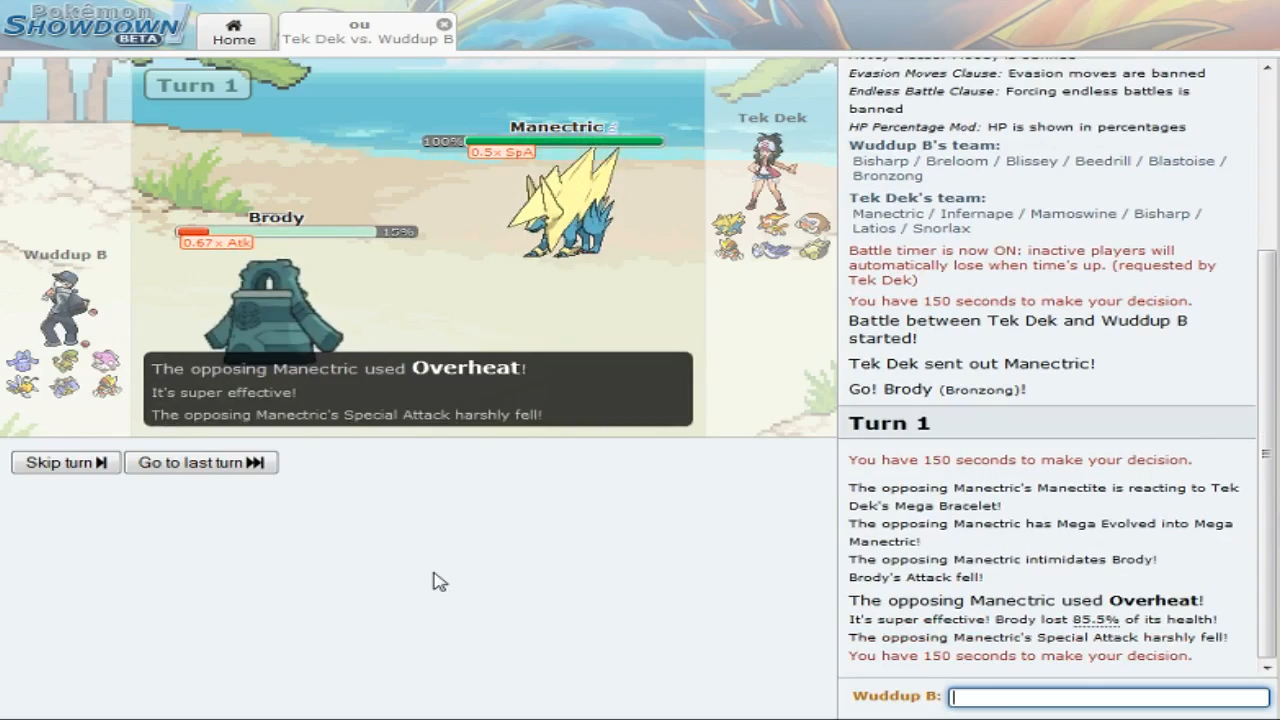 Pokémon
SHOWDOWN
BETA
Home
ou
Tek Dek vs. Wuddup B
Turn 1
Manectric
100%
0.5x SpA
Brody
15%
0.67x Atk
Wuddup B
Tek Dek
The opposing Manectric used Overheat!
It's super effective!
The opposing Manectric's Special Attack harshly fell!
Skip turn
Go to last turn
Evasion Moves Clause: Evasion moves are banned
Endless Battle Clause: Forcing endless battles is
banned
HP Percentage Mod: HP is shown in percentages
Wuddup B's team:
Bisharp / Breloom / Blissey / Beedrill / Blastoise /
Bronzong
Tek Dek's team:
Manectric / Infernape / Mamoswine / Bisharp /
Latios / Snorlax
Battle timer is now ON: inactive players will
automatically lose when time's up. (requested by
Tek Dek)
You have 150 seconds to make your decision.
Battle between Tek Dek and Wuddup B
started!
Tek Dek sent out Manectric!
Go! Brody (Bronzong)!
Turn 1
You have 150 seconds to make your decision.
The opposing Manectric's Manectite is reacting to Tek
Dek's Mega Bracelet!
The opposing Manectric has Mega Evolved into Mega
Manectric!
The opposing Manectric intimidates Brody!
Brody's Attack fell!
The opposing Manectric used Overheat!
It's super effective! Brody lost 85.5% of its health!
The opposing Manectric's Special Attack harshly fell!
You have 150 seconds to make your decision.
Wuddup B: